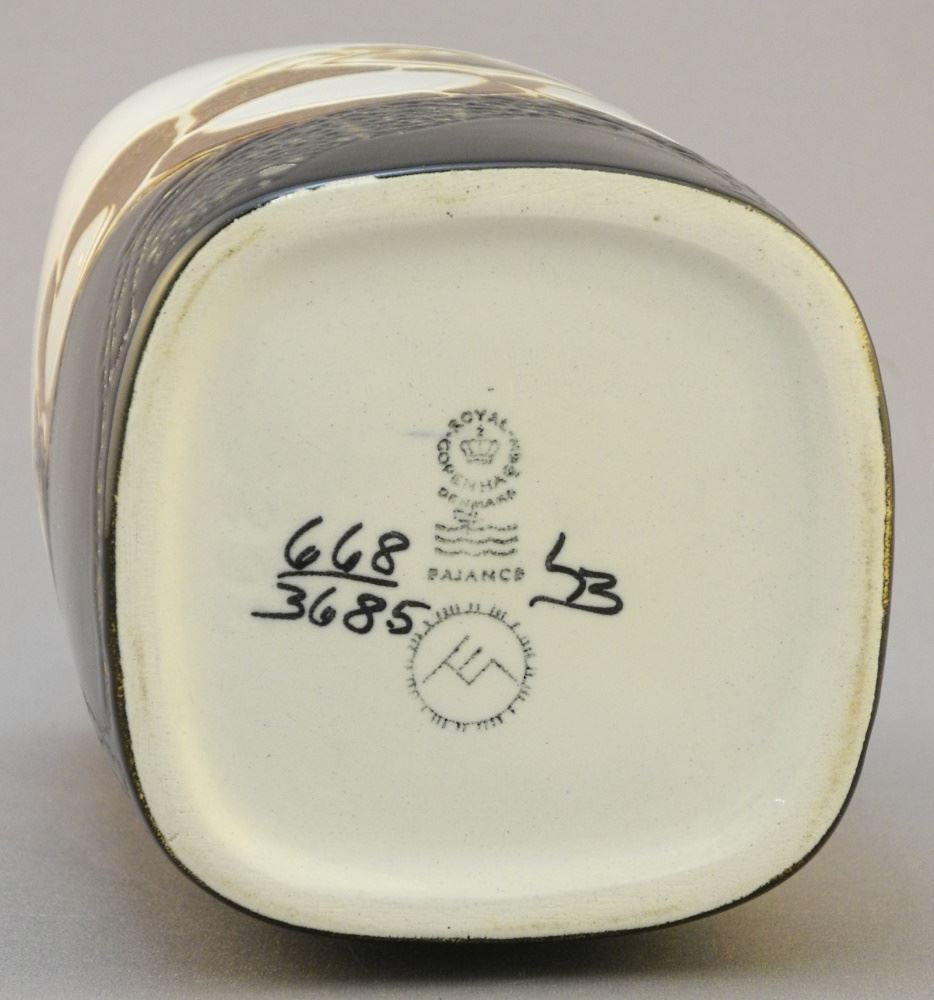 ROYAL COPENHAGEN
DENMARK
FAJANCE
668
3685